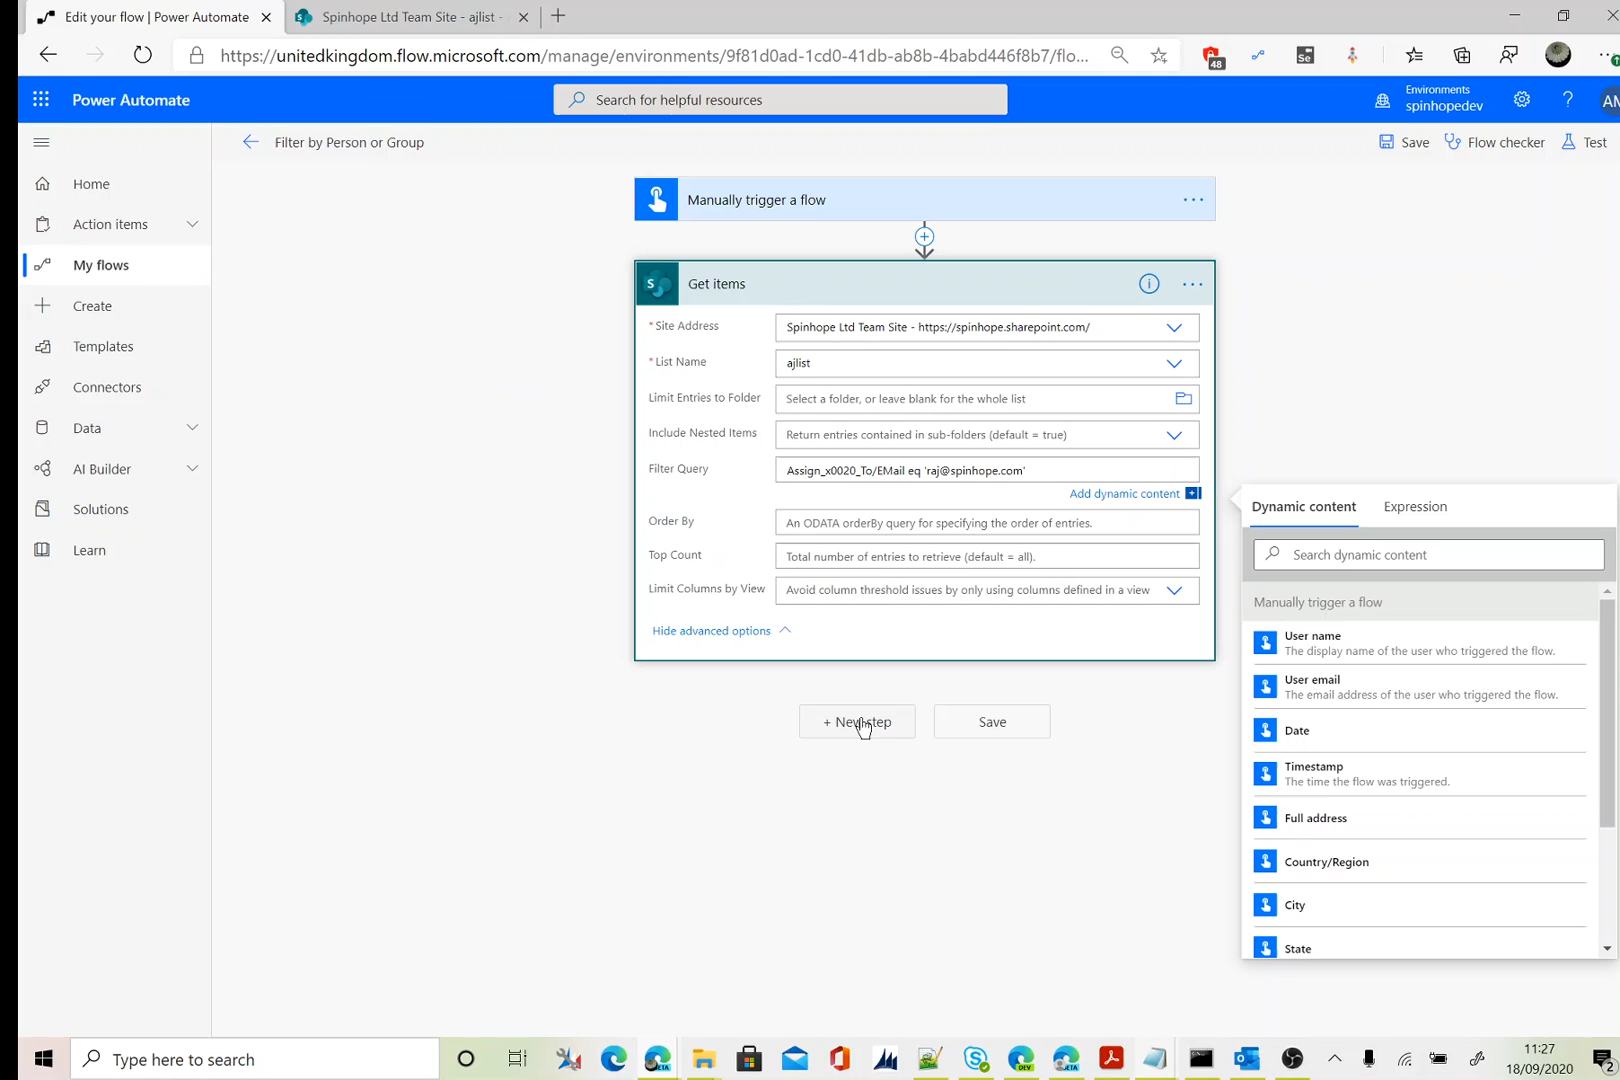 Edit your flow | Power Automate
Spinhope Ltd Team Site - ajlist -
https://unitedkingdom.flow.microsoft.com/manage/environments/9f81d0ad-1cd0-41db-ab8b-4babd446f8b7/flo...
48
Se
Power Automate
Search for helpful resources
Environments
spinhopedev
?
AM
Filter by Person or Group
Save
Flow checker
Test
Home
Action items
My flows
Create
Templates
Connectors
Data
AI Builder
Solutions
Learn
Manually trigger a flow
S
Get items
* Site Address
Spinhope Ltd Team Site - https://spinhope.sharepoint.com/
* List Name
ajlist
Limit Entries to Folder
Select a folder, or leave blank for the whole list
Include Nested Items
Return entries contained in sub-folders (default = true)
Filter Query
Assign_x0020_To/EMail eq 'raj@spinhope.com'
Add dynamic content
Order By
An ODATA orderBy query for specifying the order of entries.
Top Count
Total number of entries to retrieve (default = all).
Limit Columns by View
Avoid column threshold issues by only using columns defined in a view
Hide advanced options
+ New step
Save
Dynamic content
Expression
Search dynamic content
Manually trigger a flow
User name
The display name of the user who triggered the flow.
User email
The email address of the user who triggered the flow.
Date
Timestamp
The time the flow was triggered.
Full address
Country/Region
City
State
Type here to search
BETA
DEV
BETA
11:27
18/09/2020
2